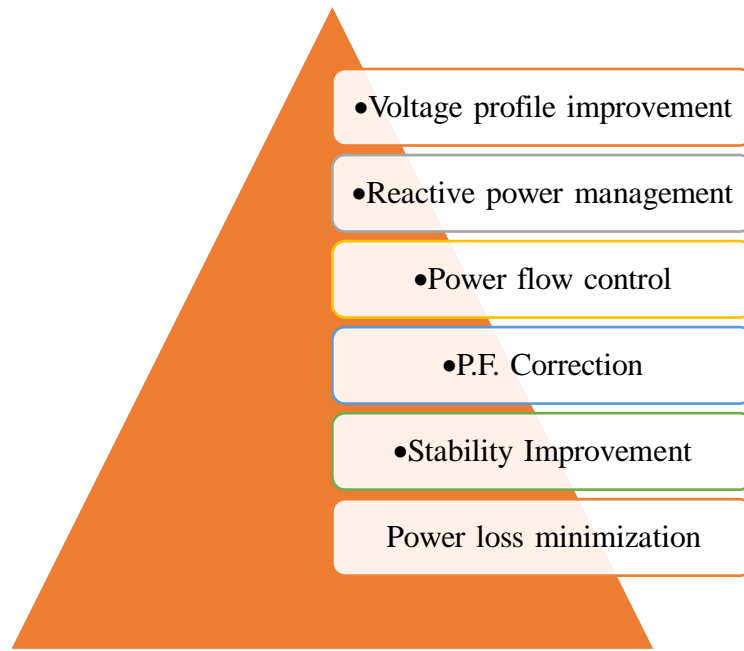 •Voltage profile improvement
•Reactive power management
•Power flow control
•P.F. Correction
•Stability Improvement
Power loss minimization